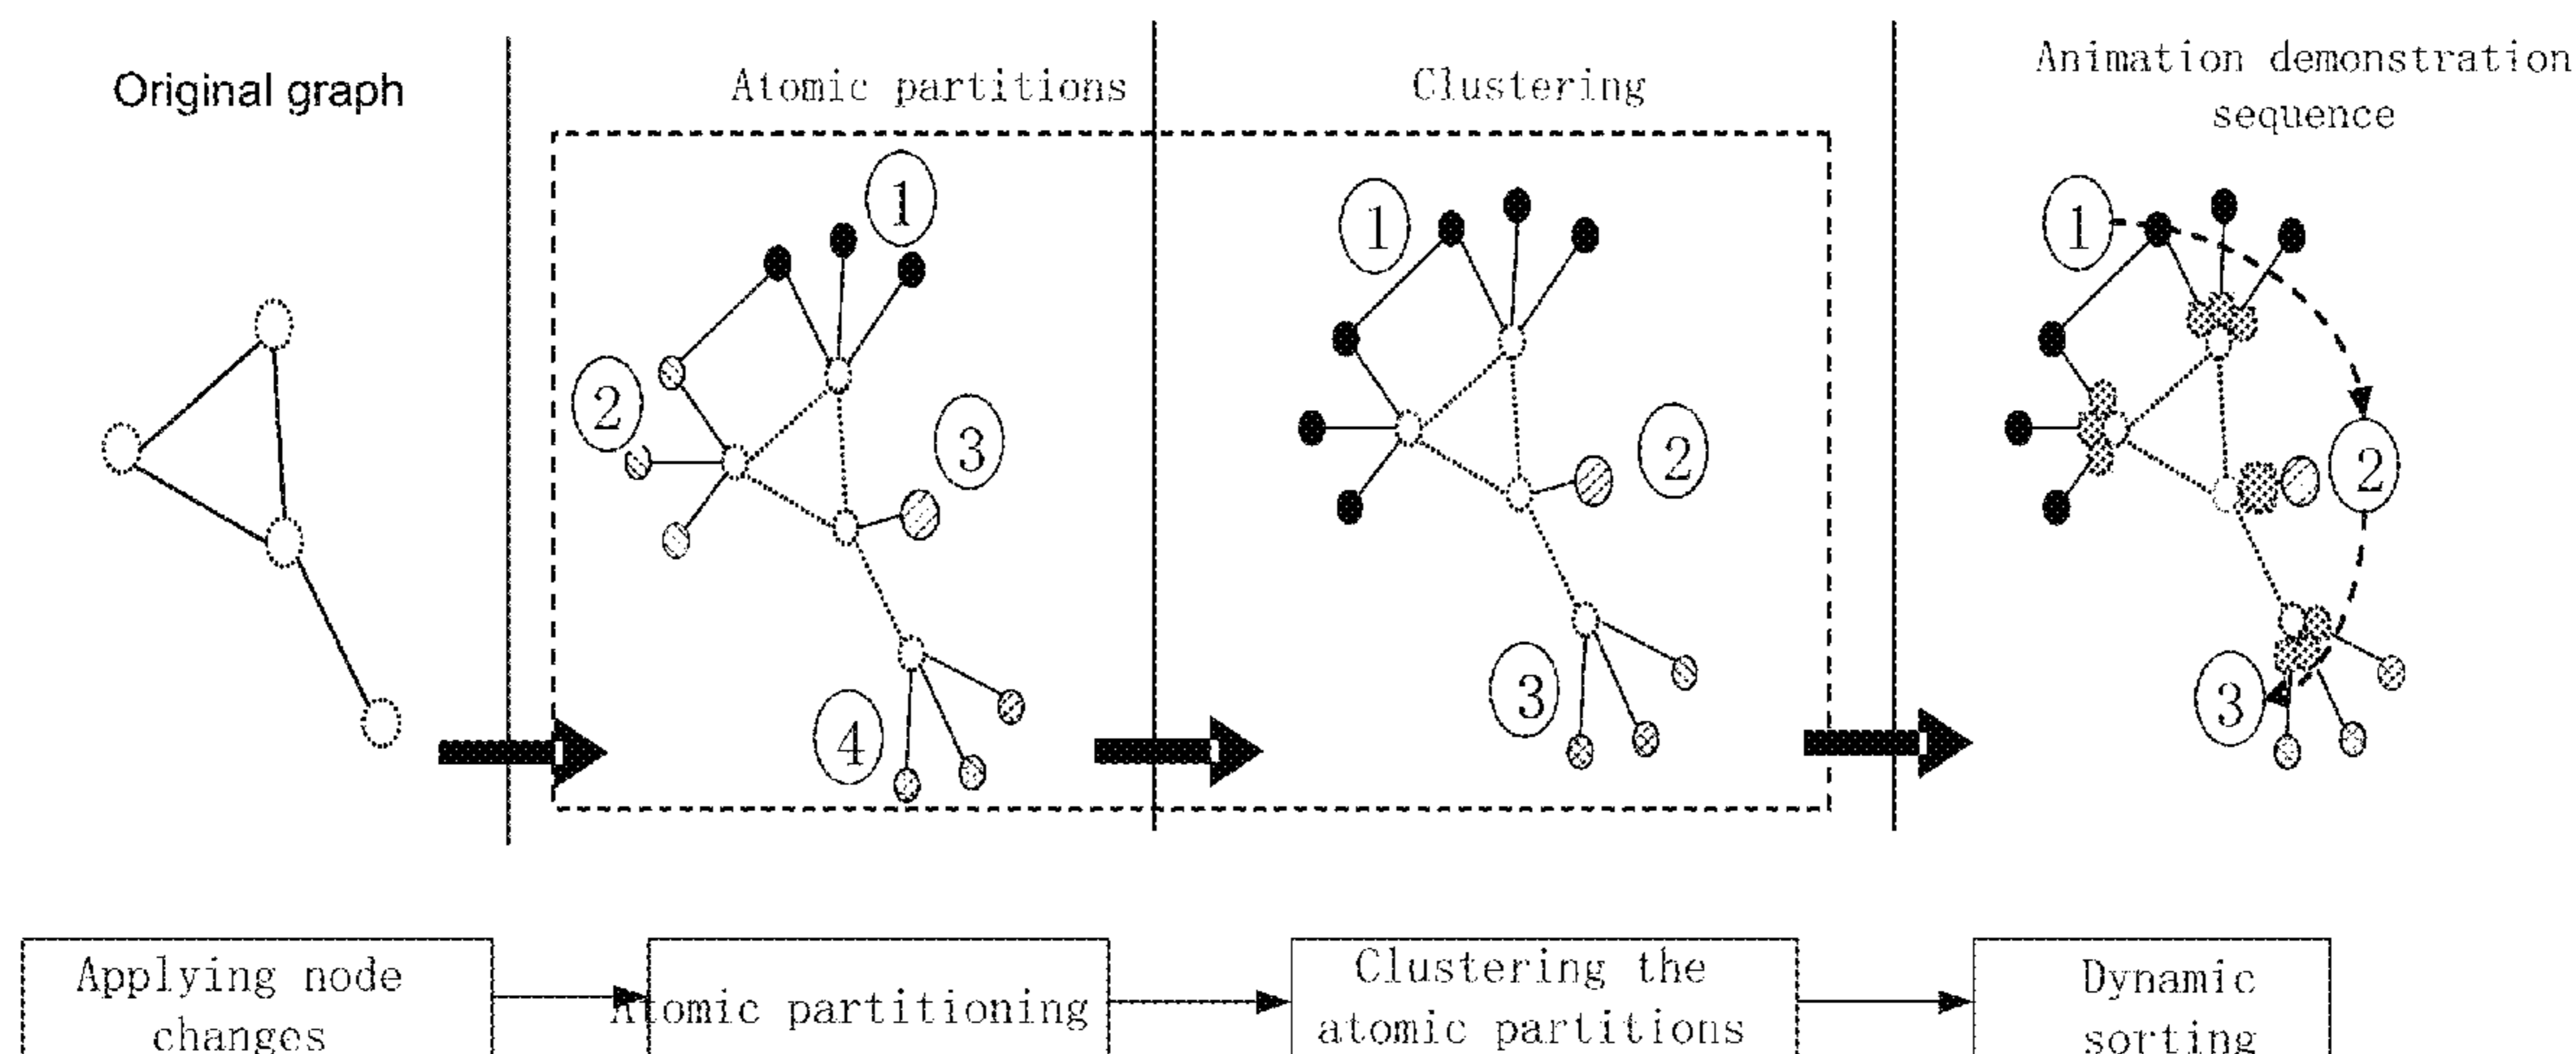 Original graph
Atomic partitions
Clustering
Animation demonstration
sequence
1
2
3
4
1
2
3
1
2
3
Applying node
changes
Atomic partitioning
Clustering the
atomic partitions
Dynamic
sorting